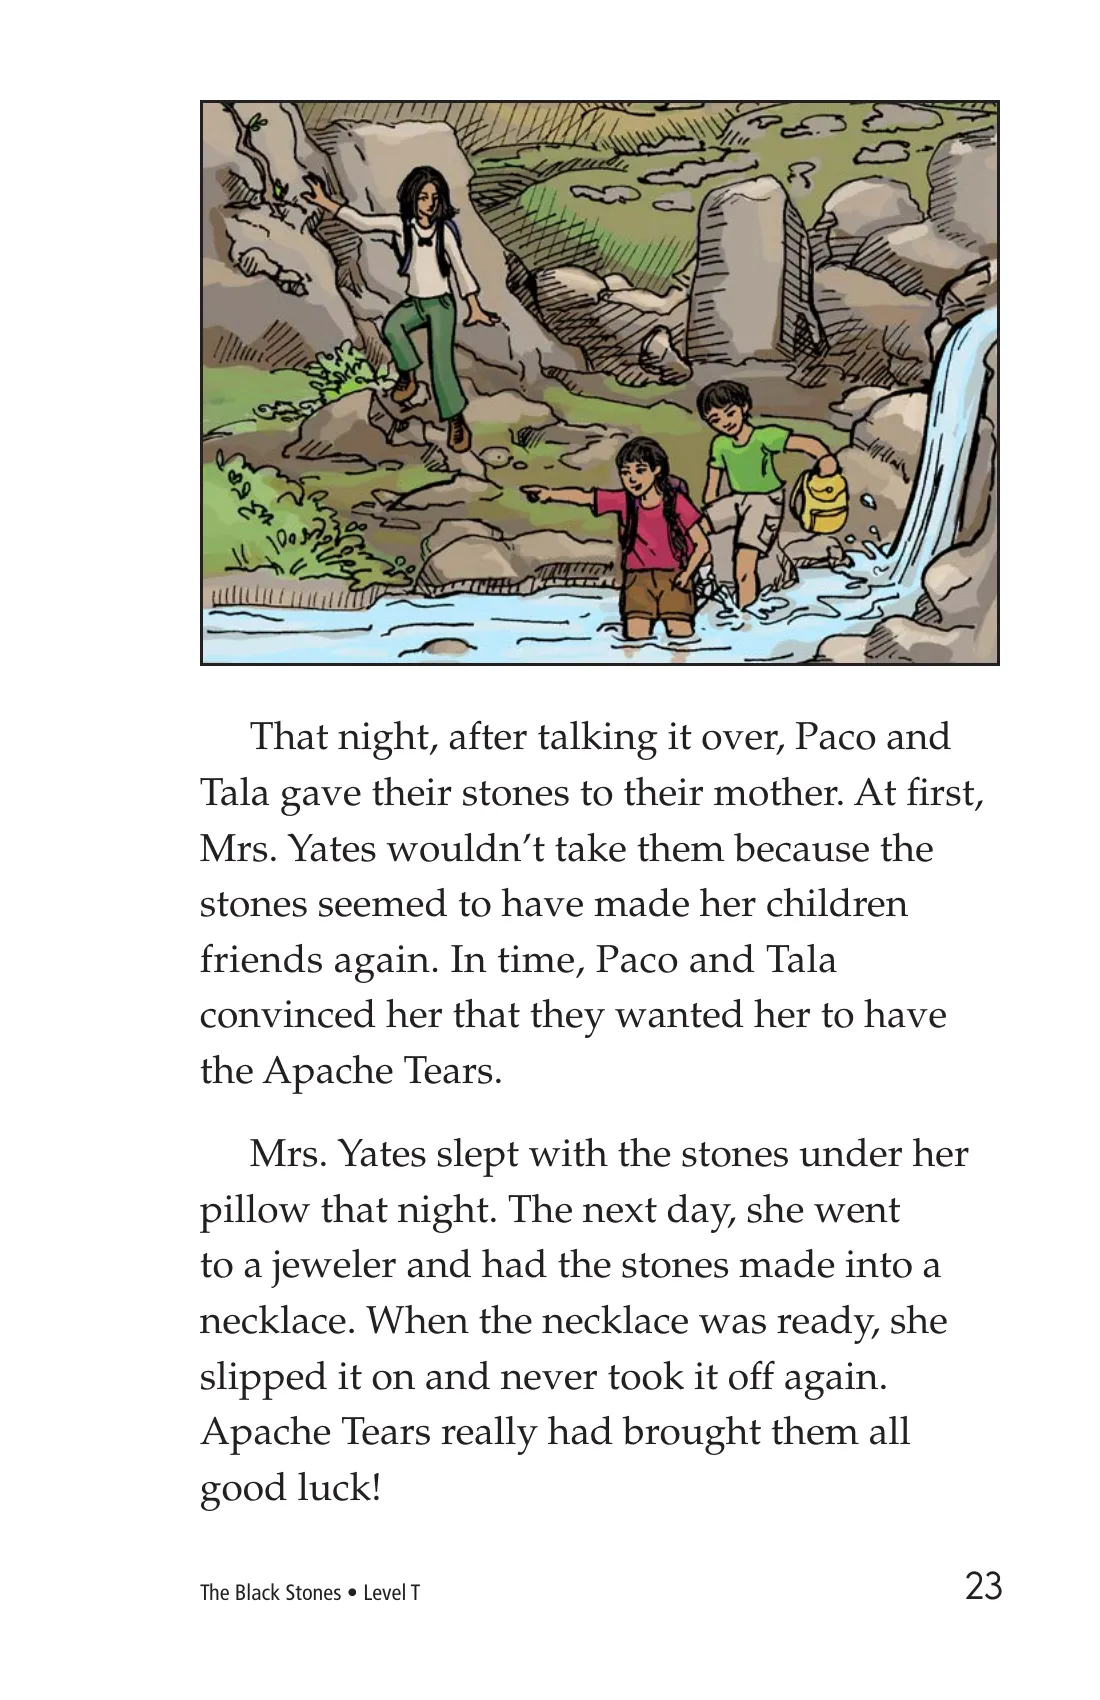 That night, after talking it over, Paco and
Tala gave their stones to their mother. At first,
Mrs. Yates wouldn’t take them because the
stones seemed to have made her children
friends again. In time, Paco and Tala
convinced her that they wanted her to have
the Apache Tears.
Mrs. Yates slept with the stones under her
pillow that night. The next day, she went
to a jeweler and had the stones made into a
necklace. When the necklace was ready, she
slipped it on and never took it off again.
Apache Tears really had brought them all
good luck!
The Black Stones • Level T
23